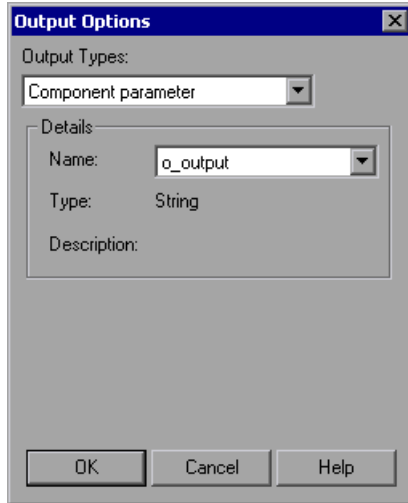 Output Options
Output Types:
Component parameter
Details
Name: o_output
Type: String
Description:
OK Cancel Help